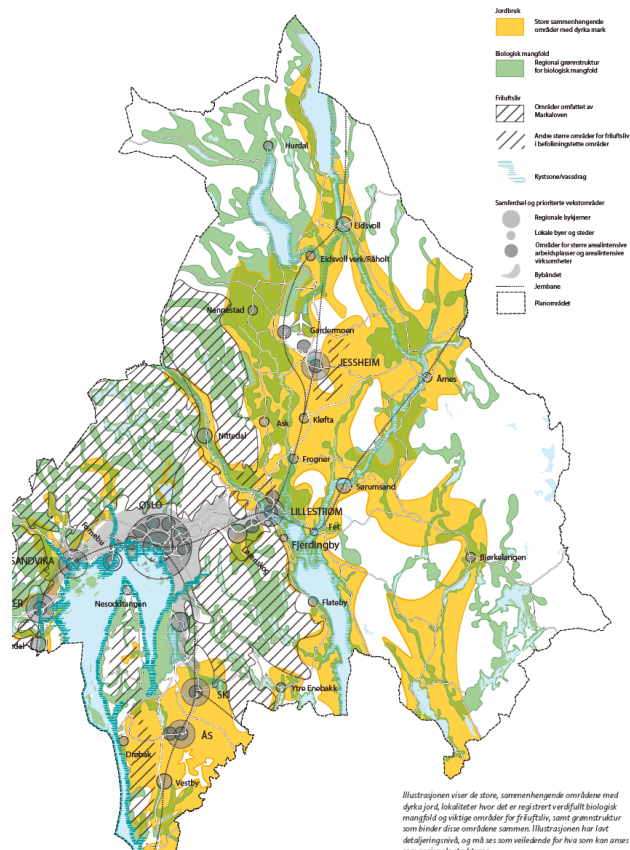 Jordbruk
Store sammenhengende
områder med dyrka mark
Biologisk mangfold
Regional grønnstruktur
for biologisk mangfold
Friluftsliv
Områder omfattet av
Markaloven
Andre større områder for friluftsliv
i befolkningstette områder
Kystsone/vassdrag
Samferdsel og prioriterte vekstområder
Regionale bykjerner
Lokale byer og steder
Områder for større arealintensive
arbeidsplasser og arealintensive
virksomheter
Bybåndet
Jernbane
Planområdet
Hurdal
Eidsvoll
Eidsvoll verk/Råholt
Nannestad
Gardermoen
JESSHEIM
Årnes
Ask
Kløfta
Nittedal
Frogner
Sørumsand
OSLO
LILLESTRØM
Fornebu
Fet
Lørenskog
Fjerdingby
SANDVIKA
Bjørkelangen
Nesoddtangen
Flateby
ER
dal
Ytre Enebakk
SKI
ÅS
Drøbak
Vestby
Illustrasjonen viser de store, sammenhengende områdene med
dyrka jord, lokaliteter hvor det er registrert verdifullt biologisk
mangfold og viktige områder for friluftsliv, samt grønnstruktur
som binder disse områdene sammen. Illustrasjonen har lavt
detaljeringsnivå, og må ses som veiledende for hva som kan anses